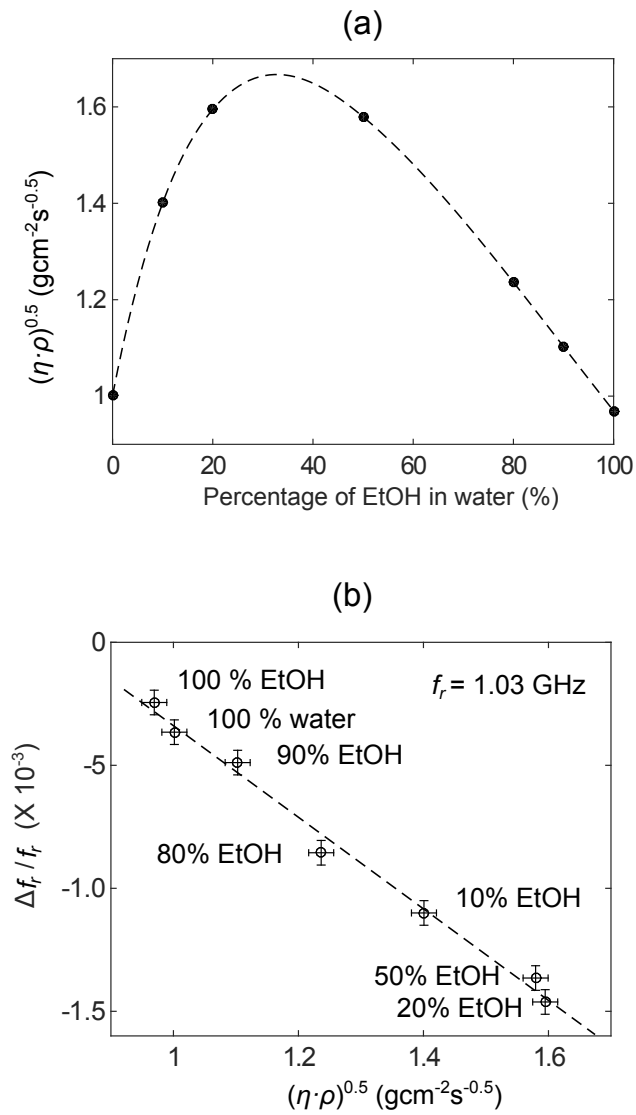 (a)
1.6
1.4
1.2
1
0 20 40 60 80 100
(η·ρ)^0.5 (gcm^-2s^-0.5)
Percentage of EtOH in water (%)
(b)
0
-5
-1.0
-1.5
Δf_r / f_r (X 10^-3)
f_r = 1.03 GHz
100 % EtOH
100 % water
90% EtOH
80% EtOH
10% EtOH
50% EtOH
20% EtOH
1 1.2 1.4 1.6
(η·ρ)^0.5 (gcm^-2s^-0.5)